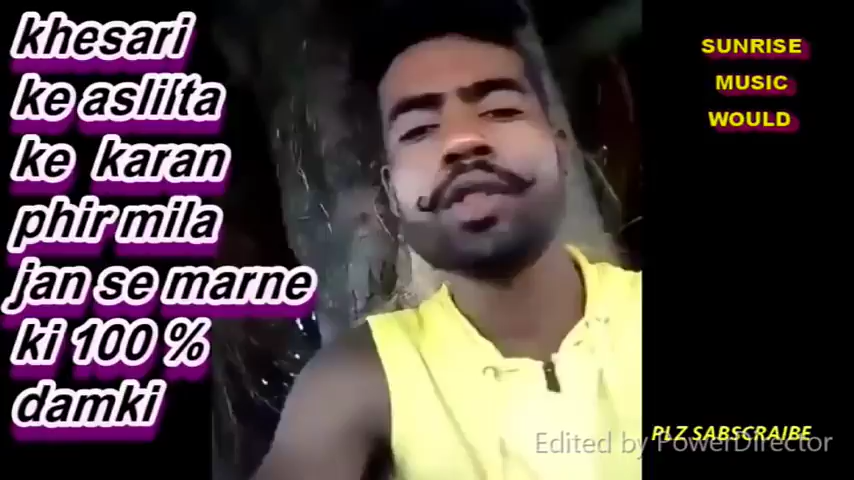 khesari
ke aslilta
ke karan
phir mila
jan se marne
ki 100 %
damki
SUNRISE
MUSIC
WOULD
PLZ SABSCRAIBE
Edited by PowerDirector